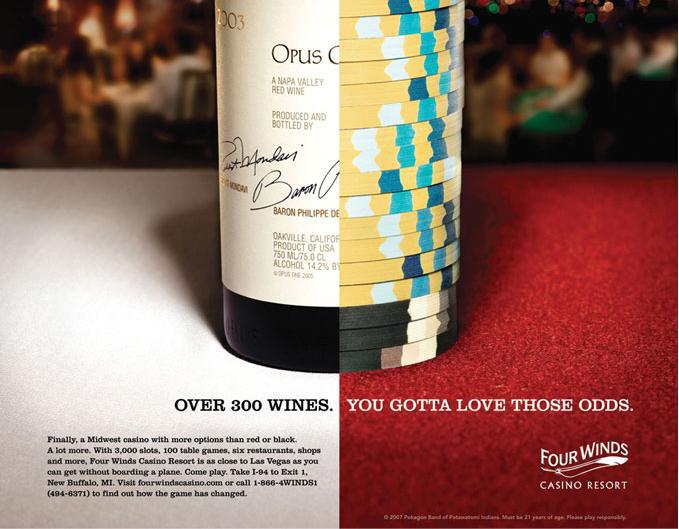 2003
OPUS O
A NAPA VALLEY
RED WINE
PRODUCED AND
BOTTLED BY
MONDAVI
Baron
BARON PHILIPPE DE
OAKVILLE, CALIFOR
PRODUCT OF USA
750 ML/75.0 CL
ALCOHOL 14.2% BY
© OPUS ONE 2005
OVER 300 WINES. YOU GOTTA LOVE THOSE ODDS.
Finally, a Midwest casino with more options than red or black.
A lot more. With 3,000 slots, 100 table games, six restaurants, shops
and more, Four Winds Casino Resort is as close to Las Vegas as you
can get without boarding a plane. Come play. Take I-94 to Exit 1,
New Buffalo, MI. Visit fourwindscasino.com or call 1-866-4WINDS1
(494-6371) to find out how the game has changed.
FOUR WINDS
CASINO RESORT
© 2007 Pokagon Band of Potawatomi Indians. Must be 21 years of age. Please play responsibly.